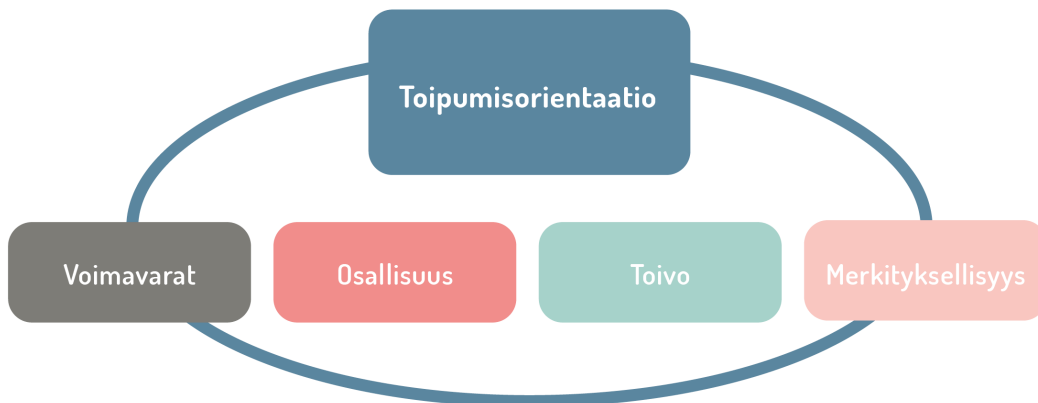 Toipumisorientaatio
Voimavarat
Osallisuus
Toivo
Merkityksellisyys